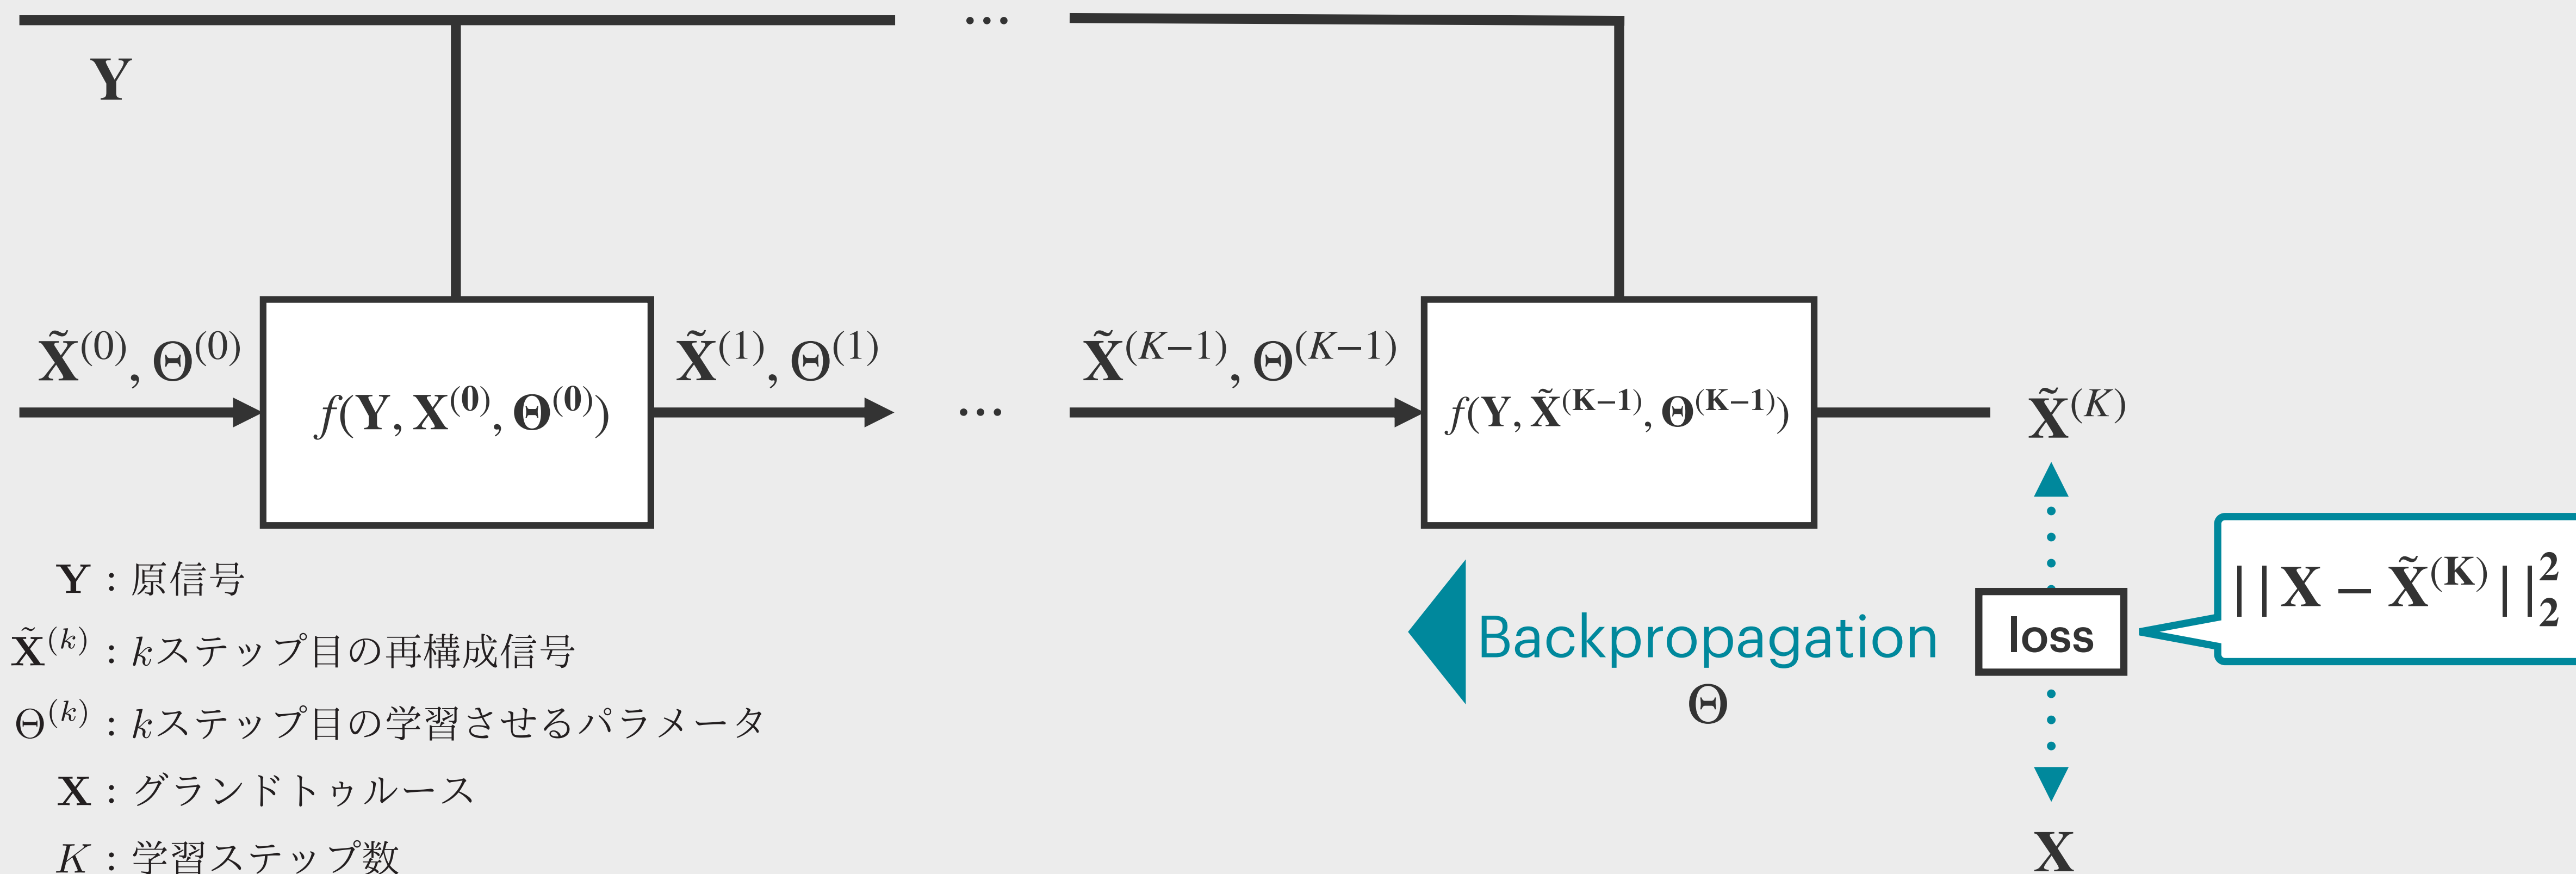 ...
Y
X̃^(0), Θ^(0)
f(Y, X^(0), Θ^(0))
X̃^(1), Θ^(1)
...
X̃^(K−1), Θ^(K−1)
f(Y, X̃^(K−1), Θ^(K−1))
X̃^(K)
||X − X̃^(K)||_2^2
loss
Backpropagation
Θ
X
Y : 原信号
X̃^(k) : kステップ目の再構成信号
Θ^(k) : kステップ目の学習させるパラメータ
X : グランドトゥルース
K : 学習ステップ数